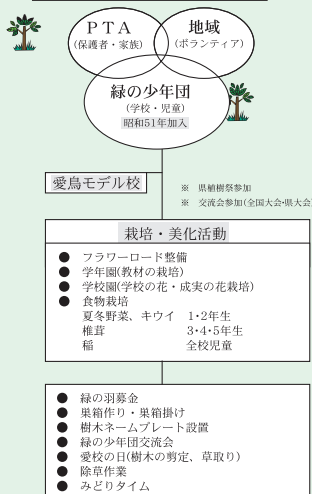 PTA
(保護者・家族)
地域
(ボランティア)
緑の少年団
(学校・児童)
昭和51年加入
愛鳥モデル校
※ 県植樹祭参加
※ 交流会参加(全国大会・県大会)
栽培・美化活動
● フラワーロード整備
● 学年園(教材の栽培)
● 学校園(学校の花・成実の花栽培)
● 食物栽培
夏冬野菜、キウイ 1・2年生
椎茸 3・4・5年生
稲 全校児童
● 緑の羽募金
● 巣箱作り・巣箱掛け
● 樹木ネームプレート設置
● 緑の少年団交流会
● 愛校の日(樹木の剪定、草取り)
● 除草作業
● みどりタイム